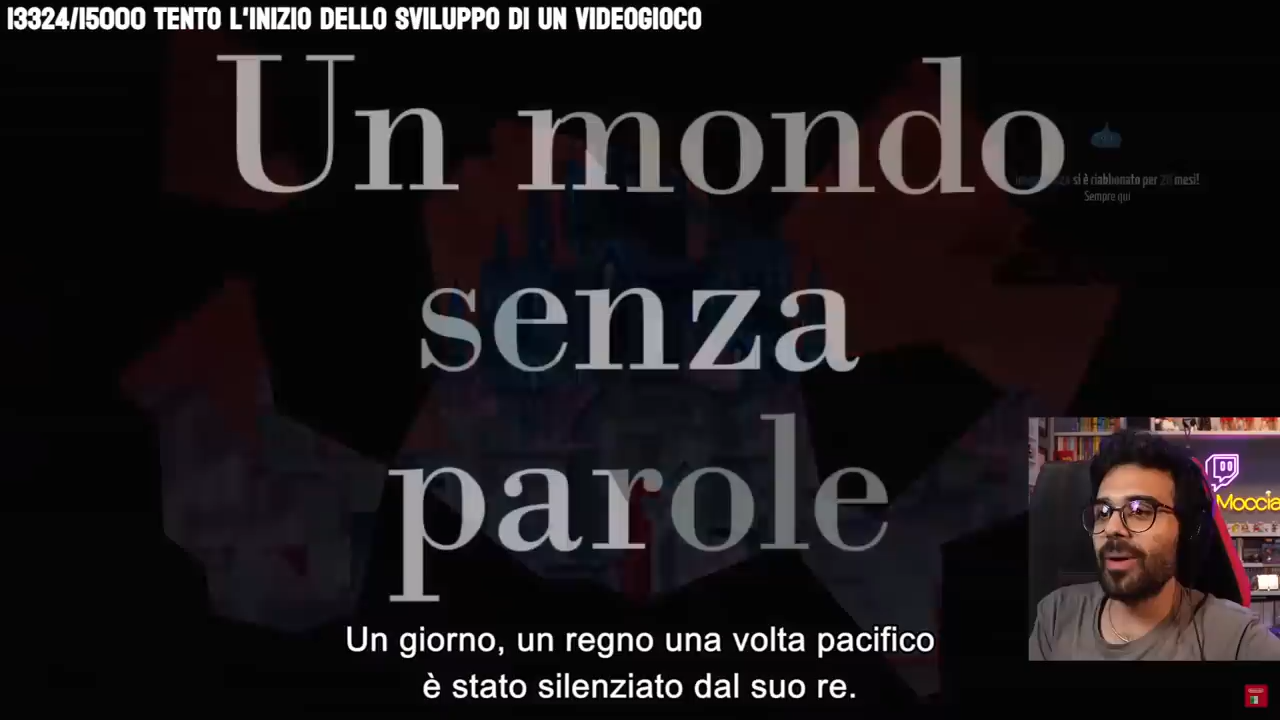 13324/15000 TENTO L'INIZIO DELLO SVILUPPO DI UN VIDEOGIOCO
Un mondo
si è riabbonato per 20 mesi!
Sempre qui
senza
parole
Moccia
Un giorno, un regno una volta pacifico
è stato silenziato dal suo re.